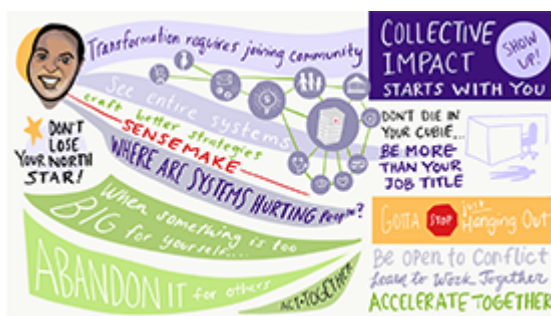 Transformation requires joining community
See entire systems
craft better strategies
SENSEMAKE
WHERE ARE SYSTEMS HURTING PEOPLE?
DON'T
LOSE
YOUR NORTH
STAR!
When something is too
BIG for yourself....
ABANDON IT for others
ACT TOGETHER
COLLECTIVE
IMPACT
STARTS WITH YOU
SHOW
UP!
DON'T DIE IN
YOUR CUBIE...
BE MORE
THAN YOUR
JOB TITLE
GOTTA STOP just Hanging Out
Be open to Conflict
Learn to Work Together
ACCELERATE TOGETHER